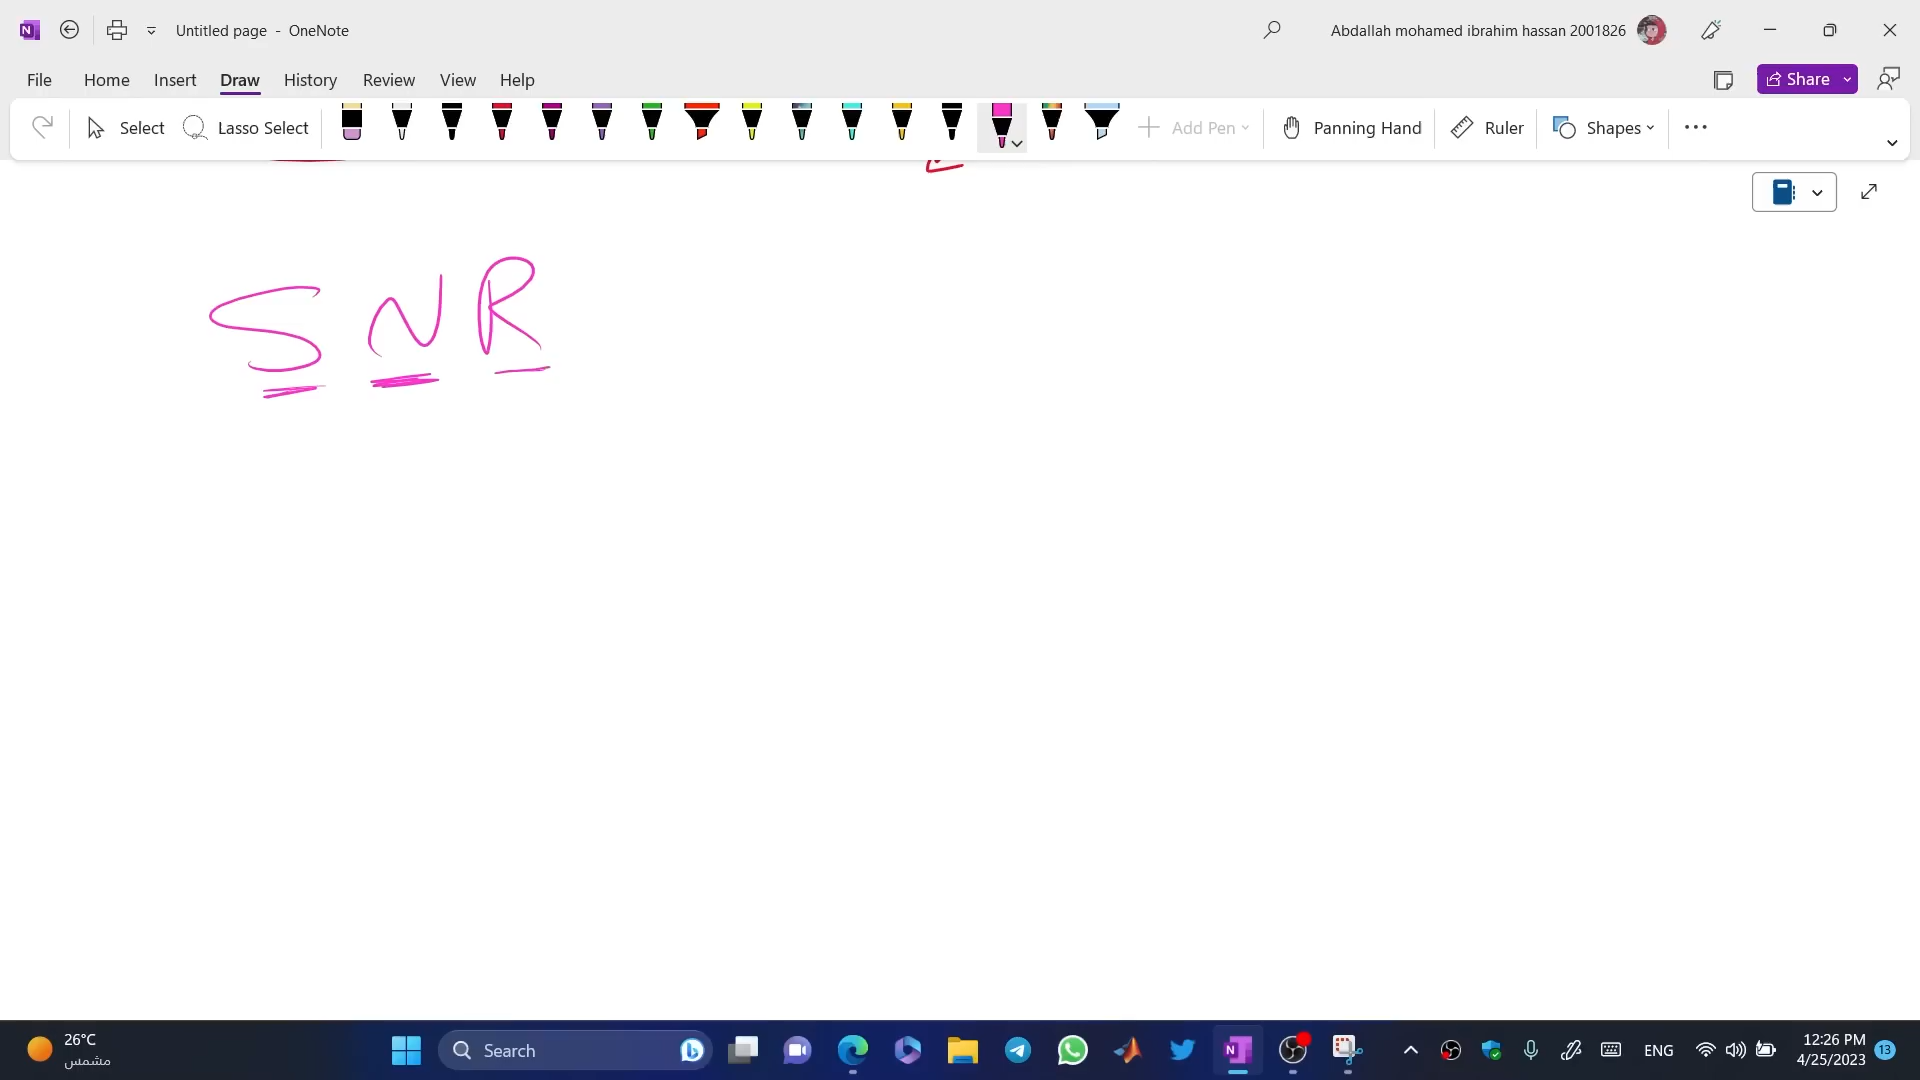 Untitled page - OneNote
Abdallah mohamed ibrahim hassan 2001826
File Home Insert Draw History Review View Help
Share
Select Lasso Select Add Pen Panning Hand Ruler Shapes
SNR
26°C
مشمس
Search
ENG
12:26 PM
4/25/2023
13